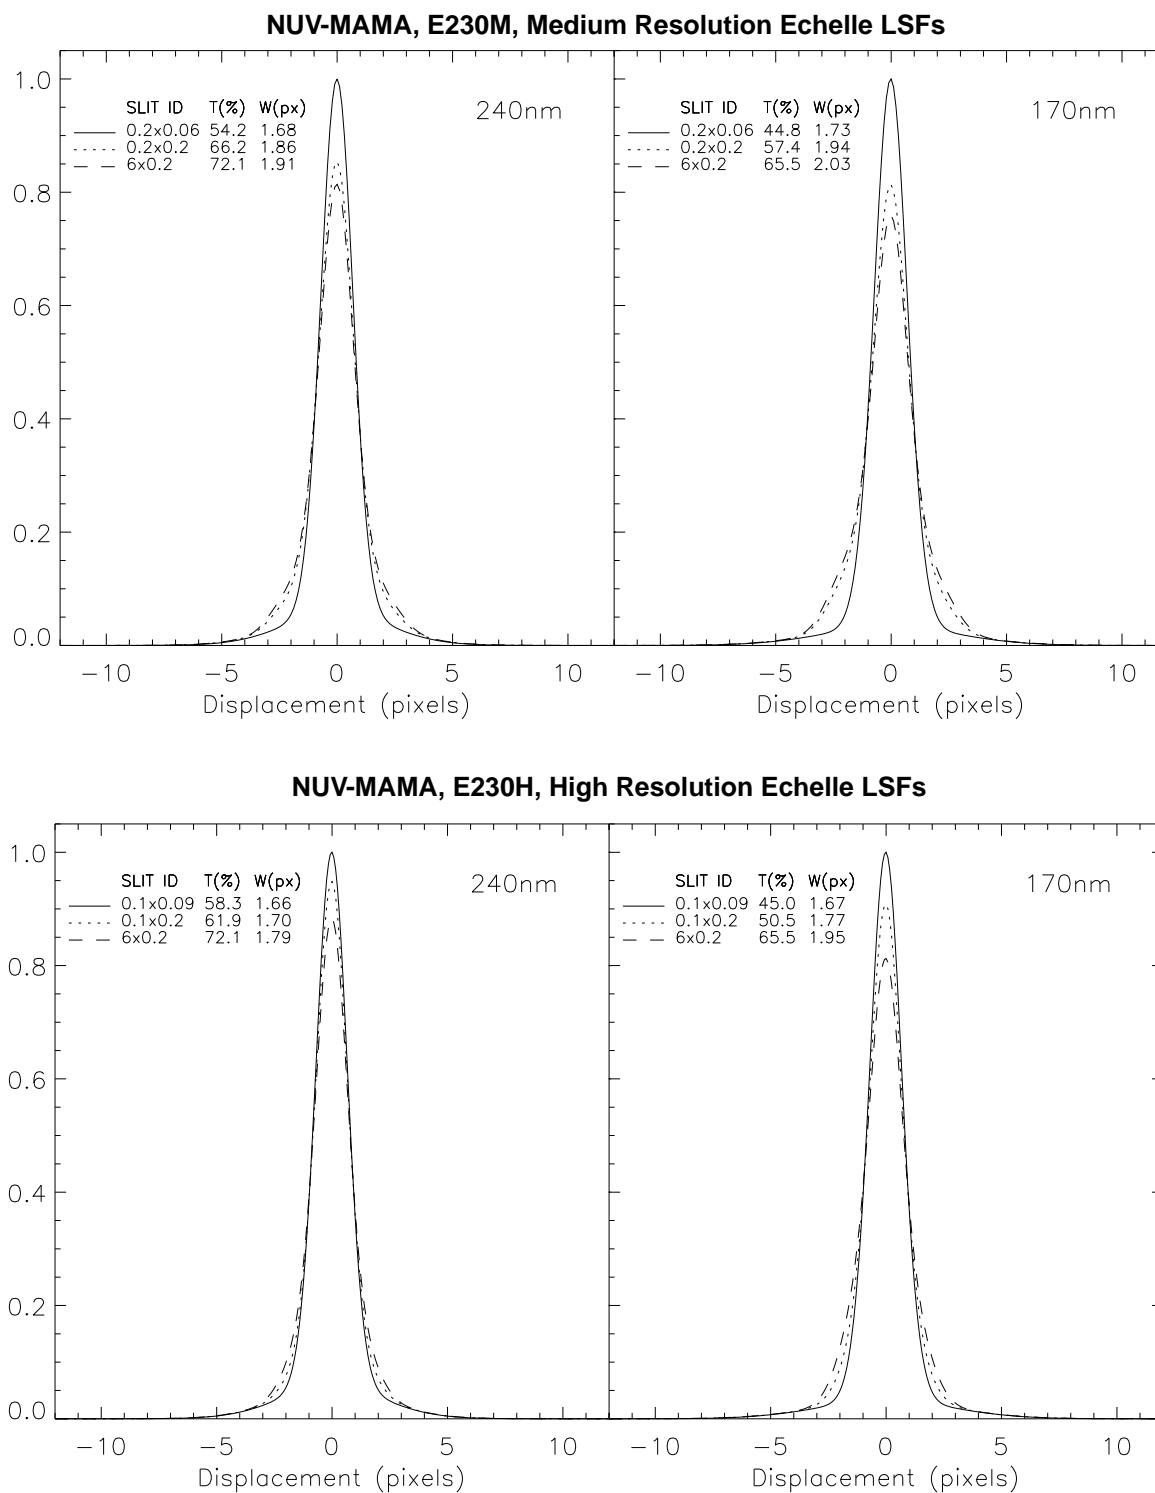 NUV-MAMA, E230M, Medium Resolution Echelle LSFs
1.0
0.8
0.6
0.4
0.2
0.0
SLIT ID T(%) W(px)
0.2x0.06 54.2 1.68
0.2x0.2 66.2 1.86
6x0.2 72.1 1.91
240nm
SLIT ID T(%) W(px)
0.2x0.06 44.8 1.73
0.2x0.2 57.4 1.94
6x0.2 65.5 2.03
170nm
−10 −5 0 5 10
−10 −5 0 5 10
Displacement (pixels)
Displacement (pixels)
NUV-MAMA, E230H, High Resolution Echelle LSFs
1.0
0.8
0.6
0.4
0.2
0.0
SLIT ID T(%) W(px)
0.1x0.09 58.3 1.66
0.1x0.2 61.9 1.70
6x0.2 72.1 1.79
240nm
SLIT ID T(%) W(px)
0.1x0.09 45.0 1.67
0.1x0.2 50.5 1.77
6x0.2 65.5 1.95
170nm
−10 −5 0 5 10
−10 −5 0 5 10
Displacement (pixels)
Displacement (pixels)